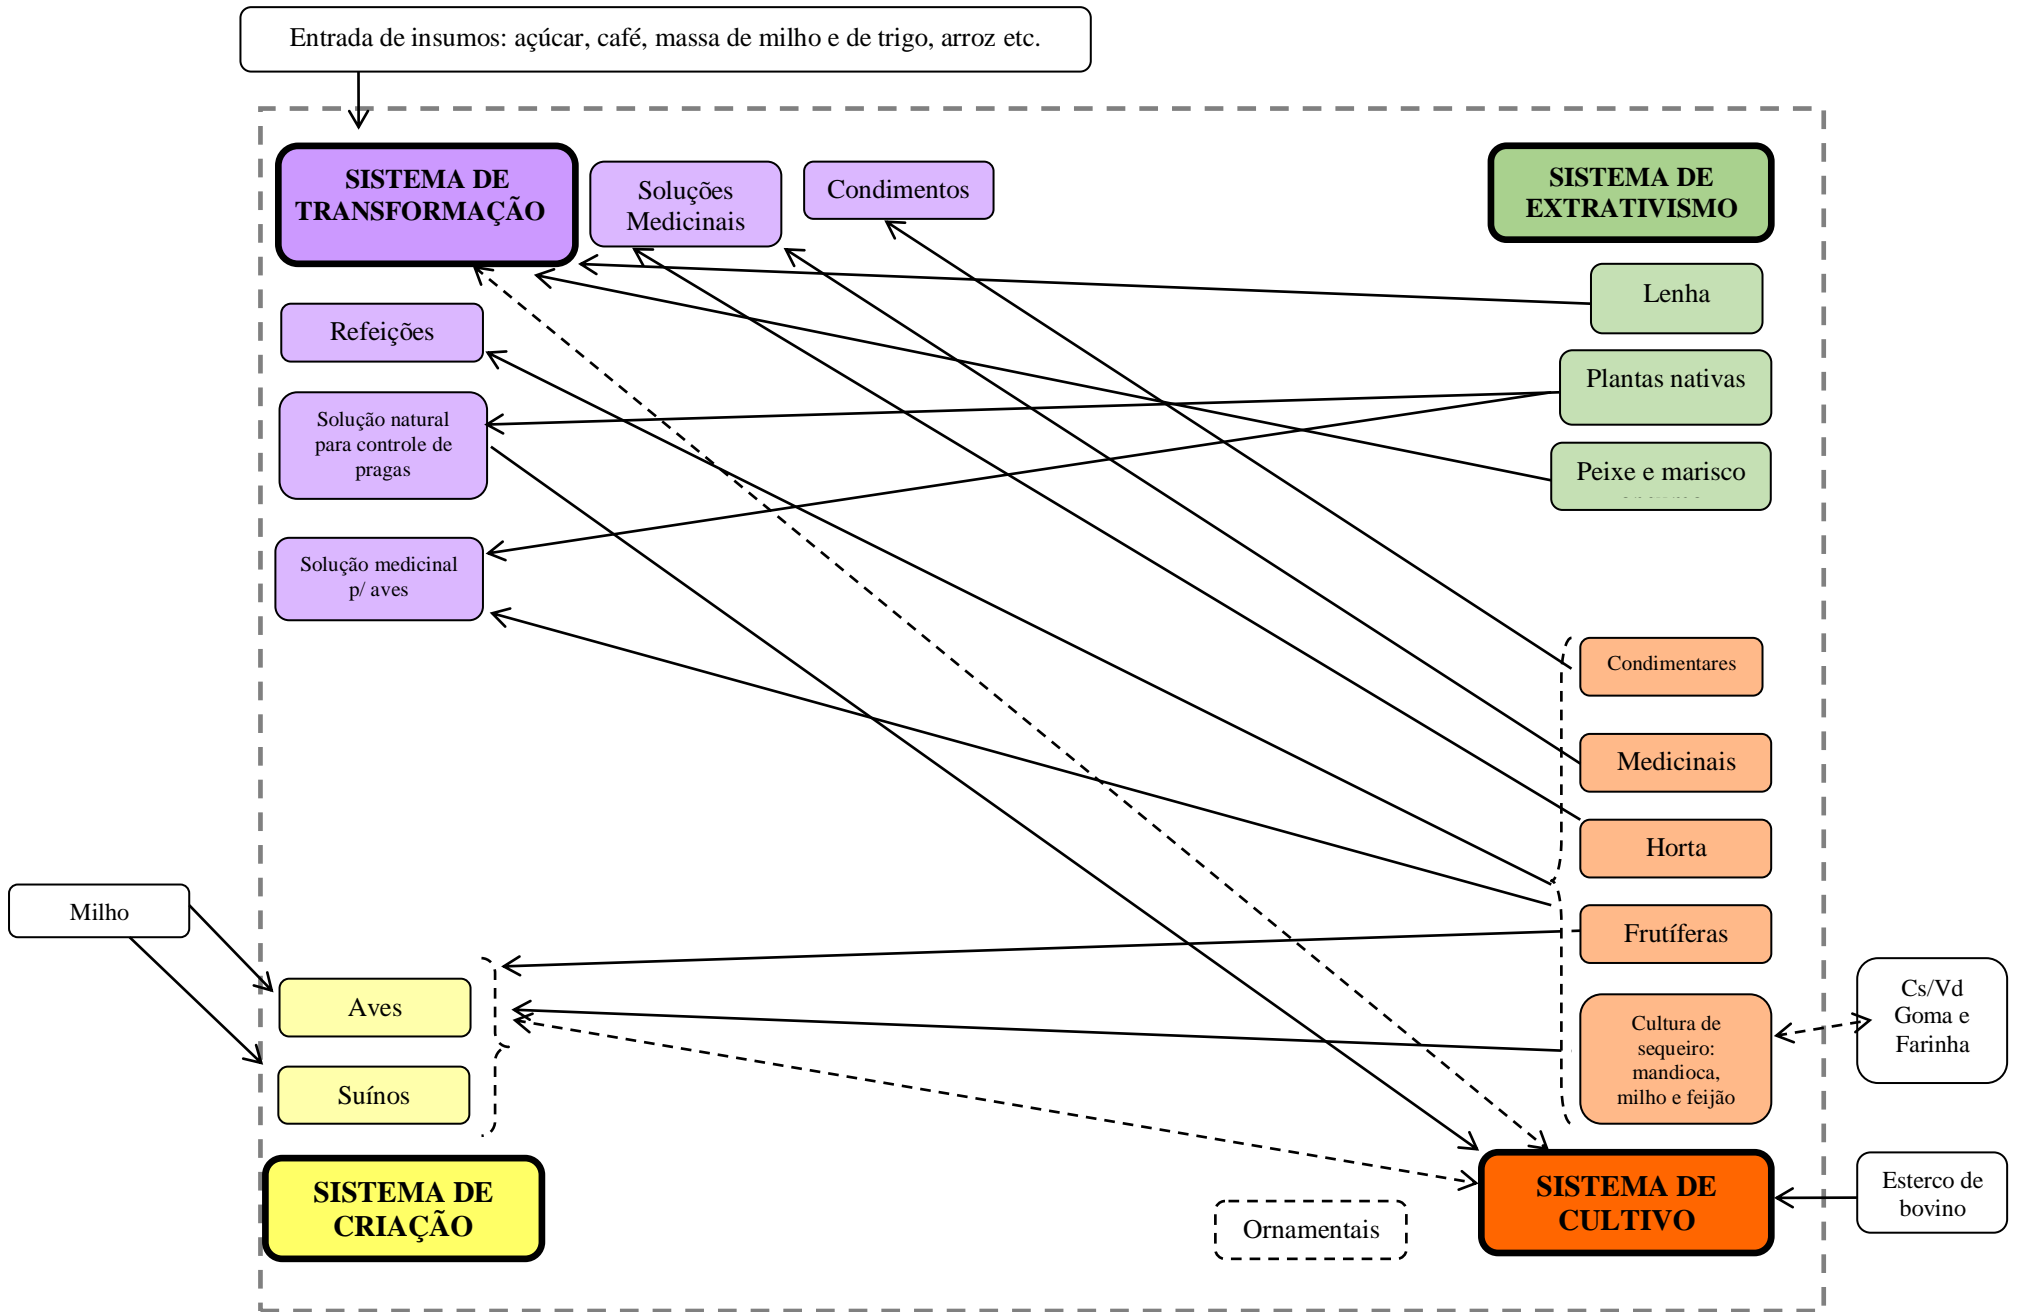 Entrada de insumos: açúcar, café, massa de milho e de trigo, arroz etc.
SISTEMA DE
TRANSFORMAÇÃO
Soluções
Medicinais
Condimentos
SISTEMA DE
EXTRATIVISMO
Lenha
Refeições
Plantas nativas
Solução natural
para controle de
pragas
Peixe e marisco
Solução medicinal
p/ aves
Condimentares
Medicinais
Horta
Milho
Frutíferas
Aves
Cultura de
sequeiro:
mandioca,
milho e feijão
Cs/Vd
Goma e
Farinha
Suínos
SISTEMA DE
CRIAÇÃO
Ornamentais
SISTEMA DE
CULTIVO
Esterco de
bovino